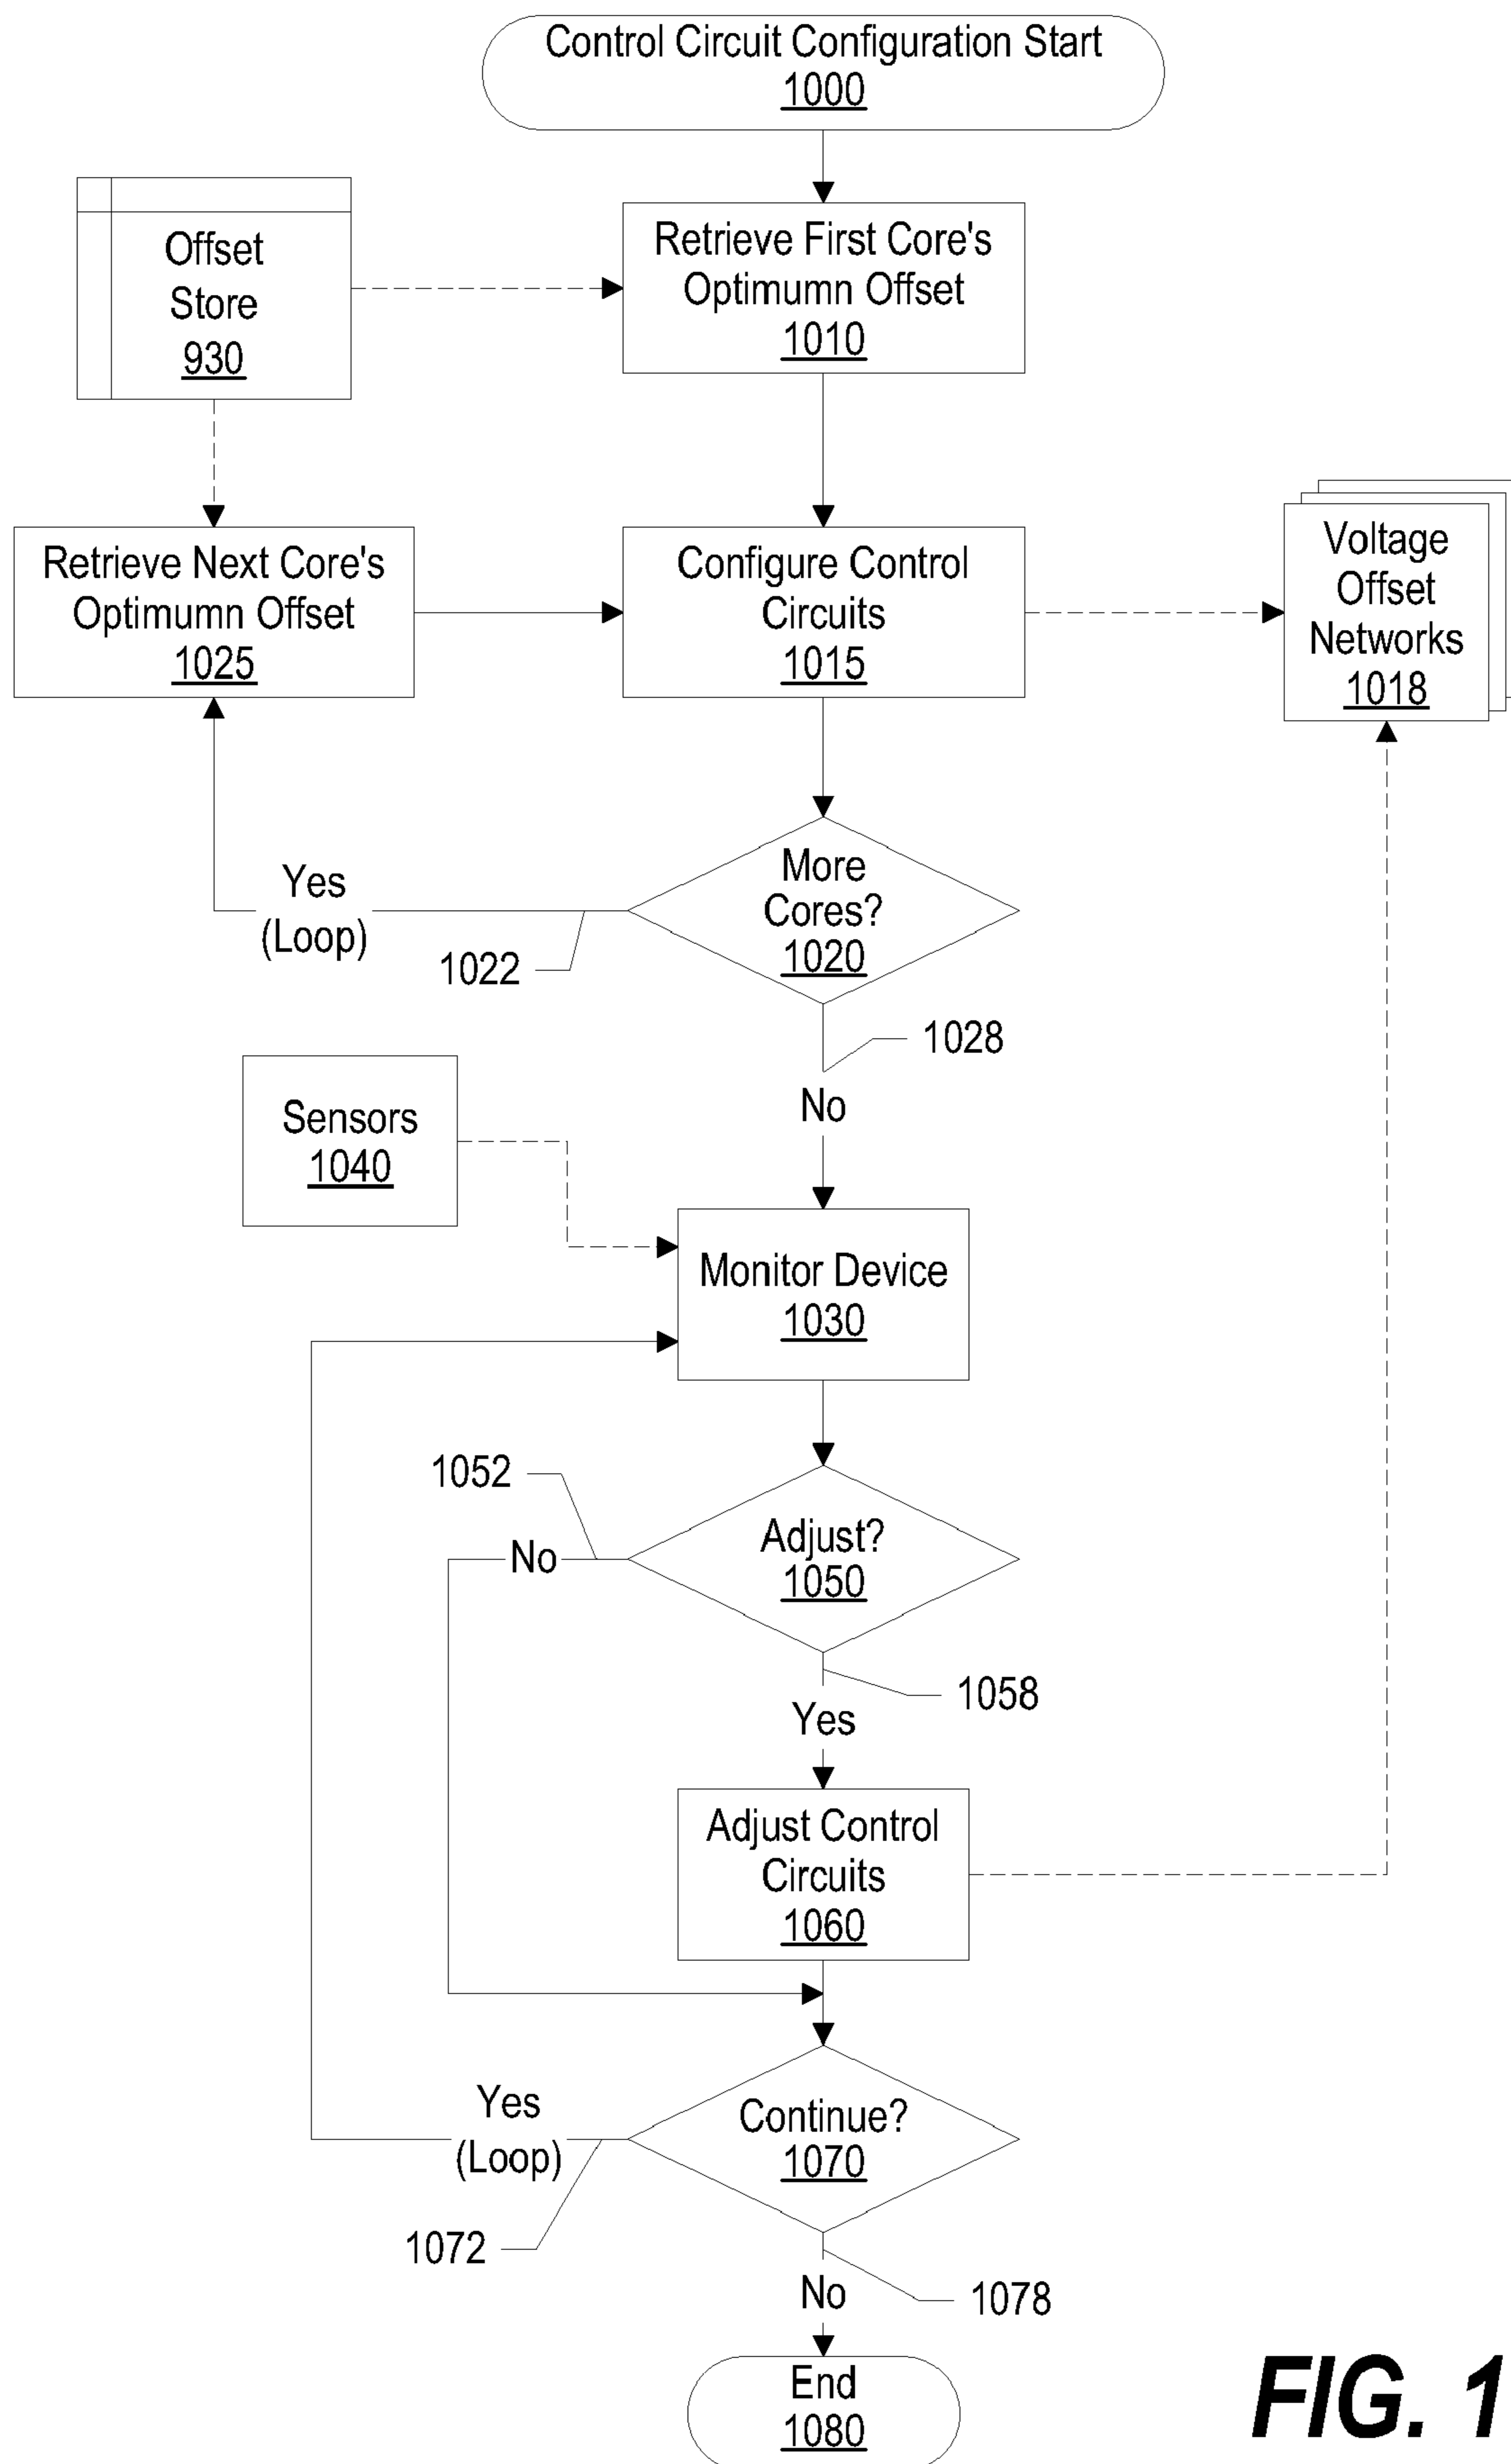 Control Circuit Configuration Start
1000
Offset
Store
930
Retrieve First Core's
Optimumn Offset
1010
Retrieve Next Core's
Optimumn Offset
1025
Configure Control
Circuits
1015
Voltage
Offset
Networks
1018
More
Cores?
1020
Yes
(Loop)
1022
1028
No
Sensors
1040
Monitor Device
1030
1052
No
Adjust?
1050
1058
Yes
Adjust Control
Circuits
1060
Yes
(Loop)
Continue?
1070
1072
1078
No
End
1080
FIG. 1